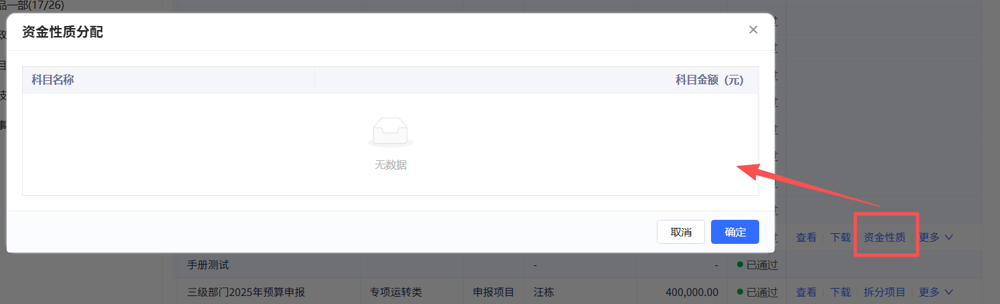 品一部(17/26)
资金性质分配
科目名称
科目金额（元）
无数据
取消
确定
查看 下载 资金性质 更多
手册测试 - - 已通过
三级部门2025年预算申报 专项运转类 申报项目 汪栋 400,000.00 已通过 查看 下载 拆分项目 更多